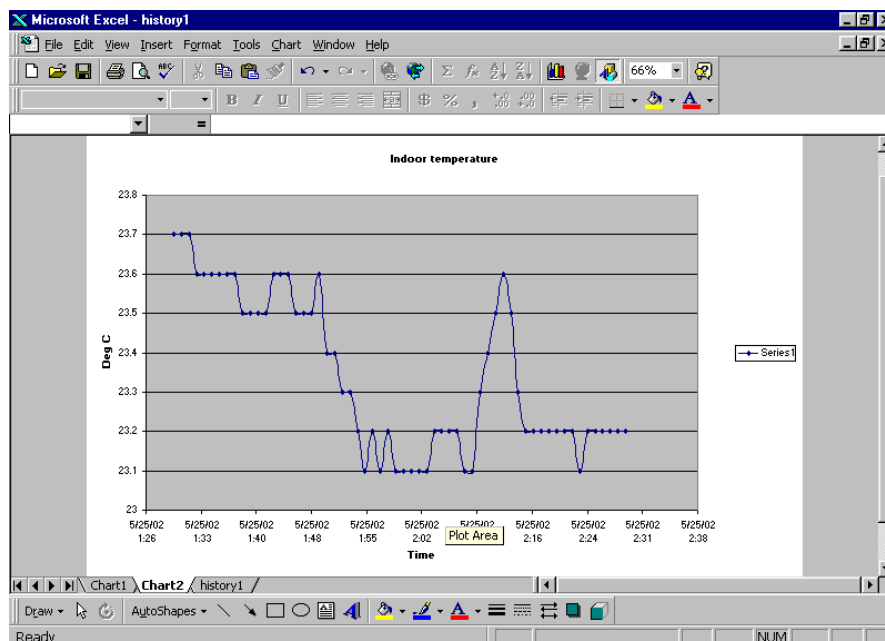 Microsoft Excel - history1
File Edit View Insert Format Tools Chart Window Help
66%
B I U $ % ,
=
Indoor temperature
23.8
23.7
23.6
23.5
23.4
23.3
23.2
23.1
23
Deg C
Series1
5/25/02 5/25/02 5/25/02 5/25/02 5/25/02 5/25/02 5/25/02 5/25/02 5/25/02 5/25/02 5/25/02
1:26 1:33 1:40 1:48 1:55 2:02 2:16 2:24 2:31 2:38
Plot Area
Time
Chart1 Chart2 history1
Draw AutoShapes
Ready NUM